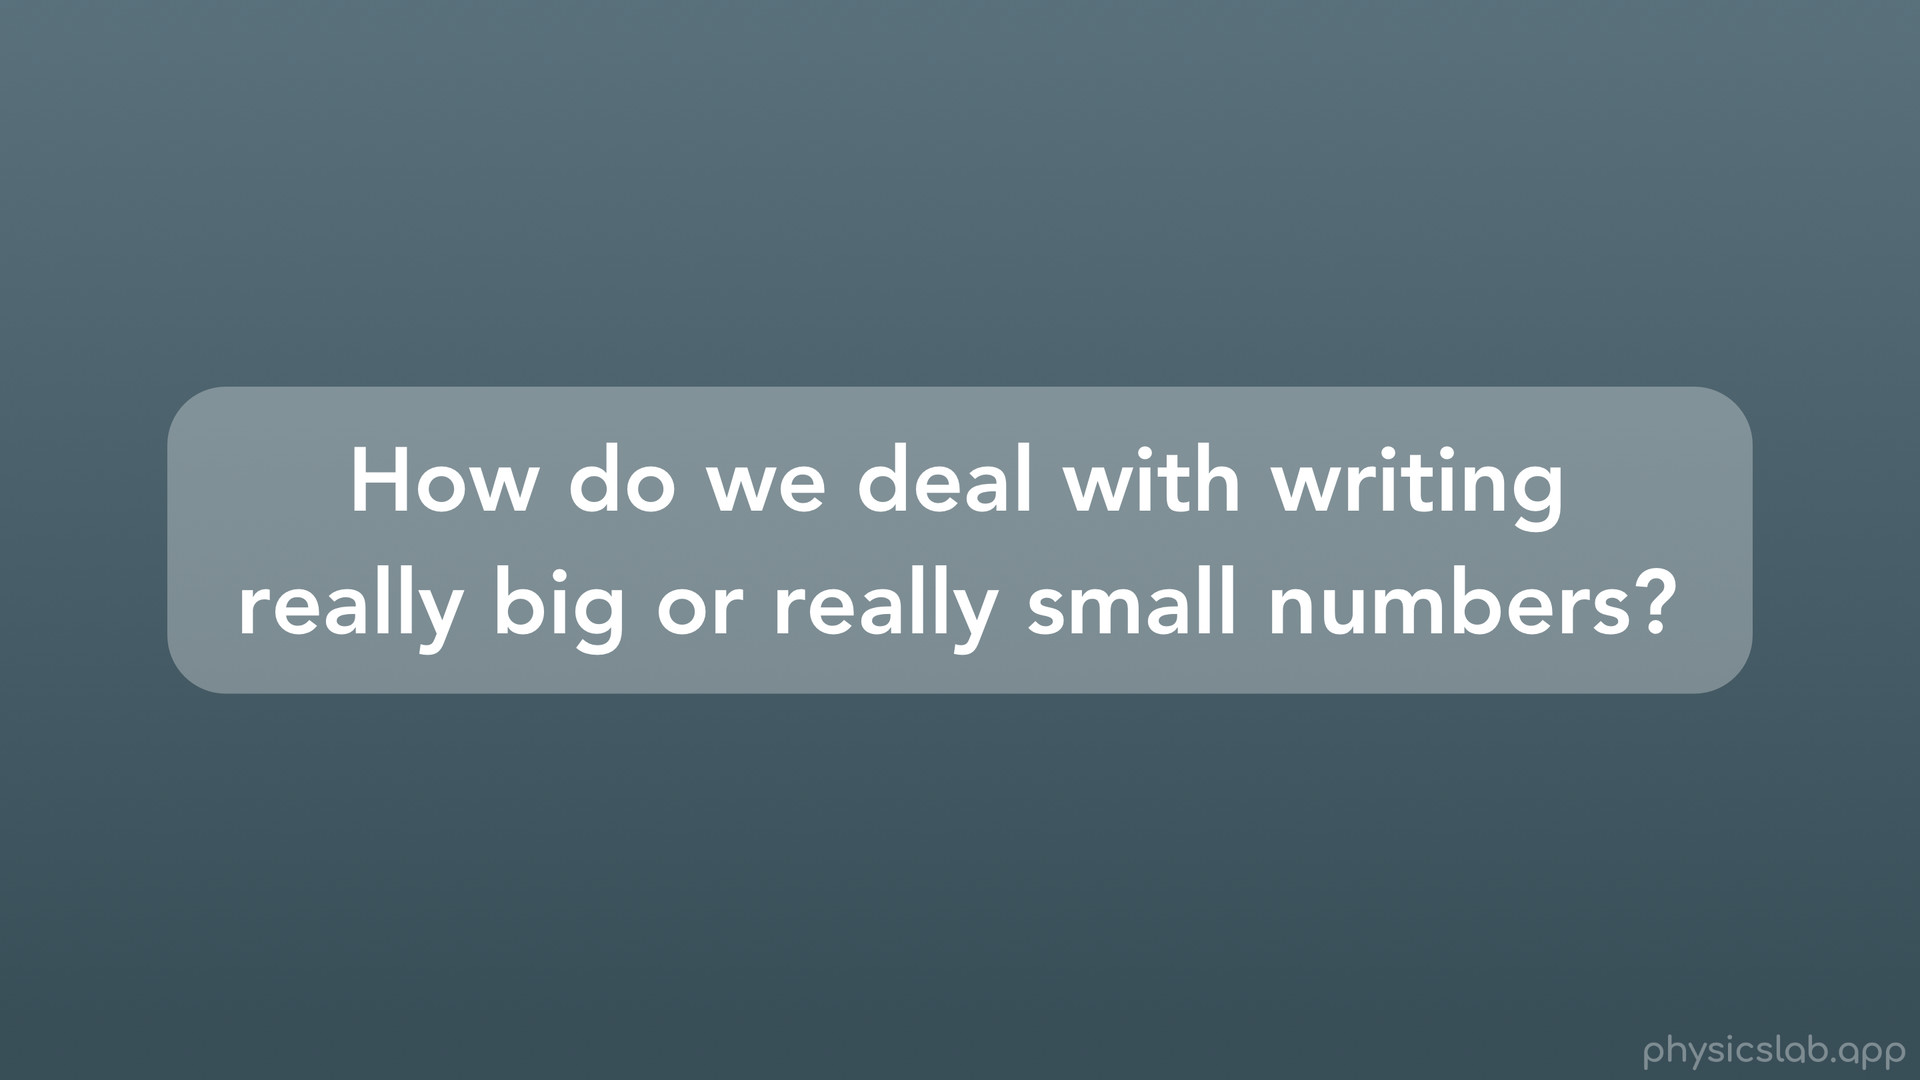 How do we deal with writing
really big or really small numbers?
physicslab.app